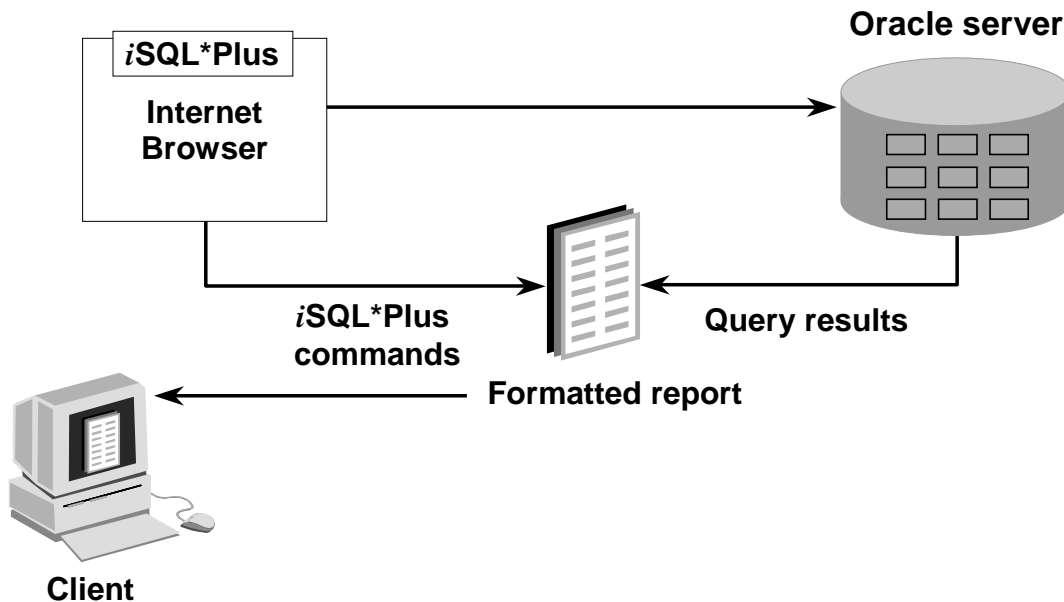 Oracle server
iSQL*Plus
Internet
Browser
iSQL*Plus
commands
Query results
Formatted report
Client